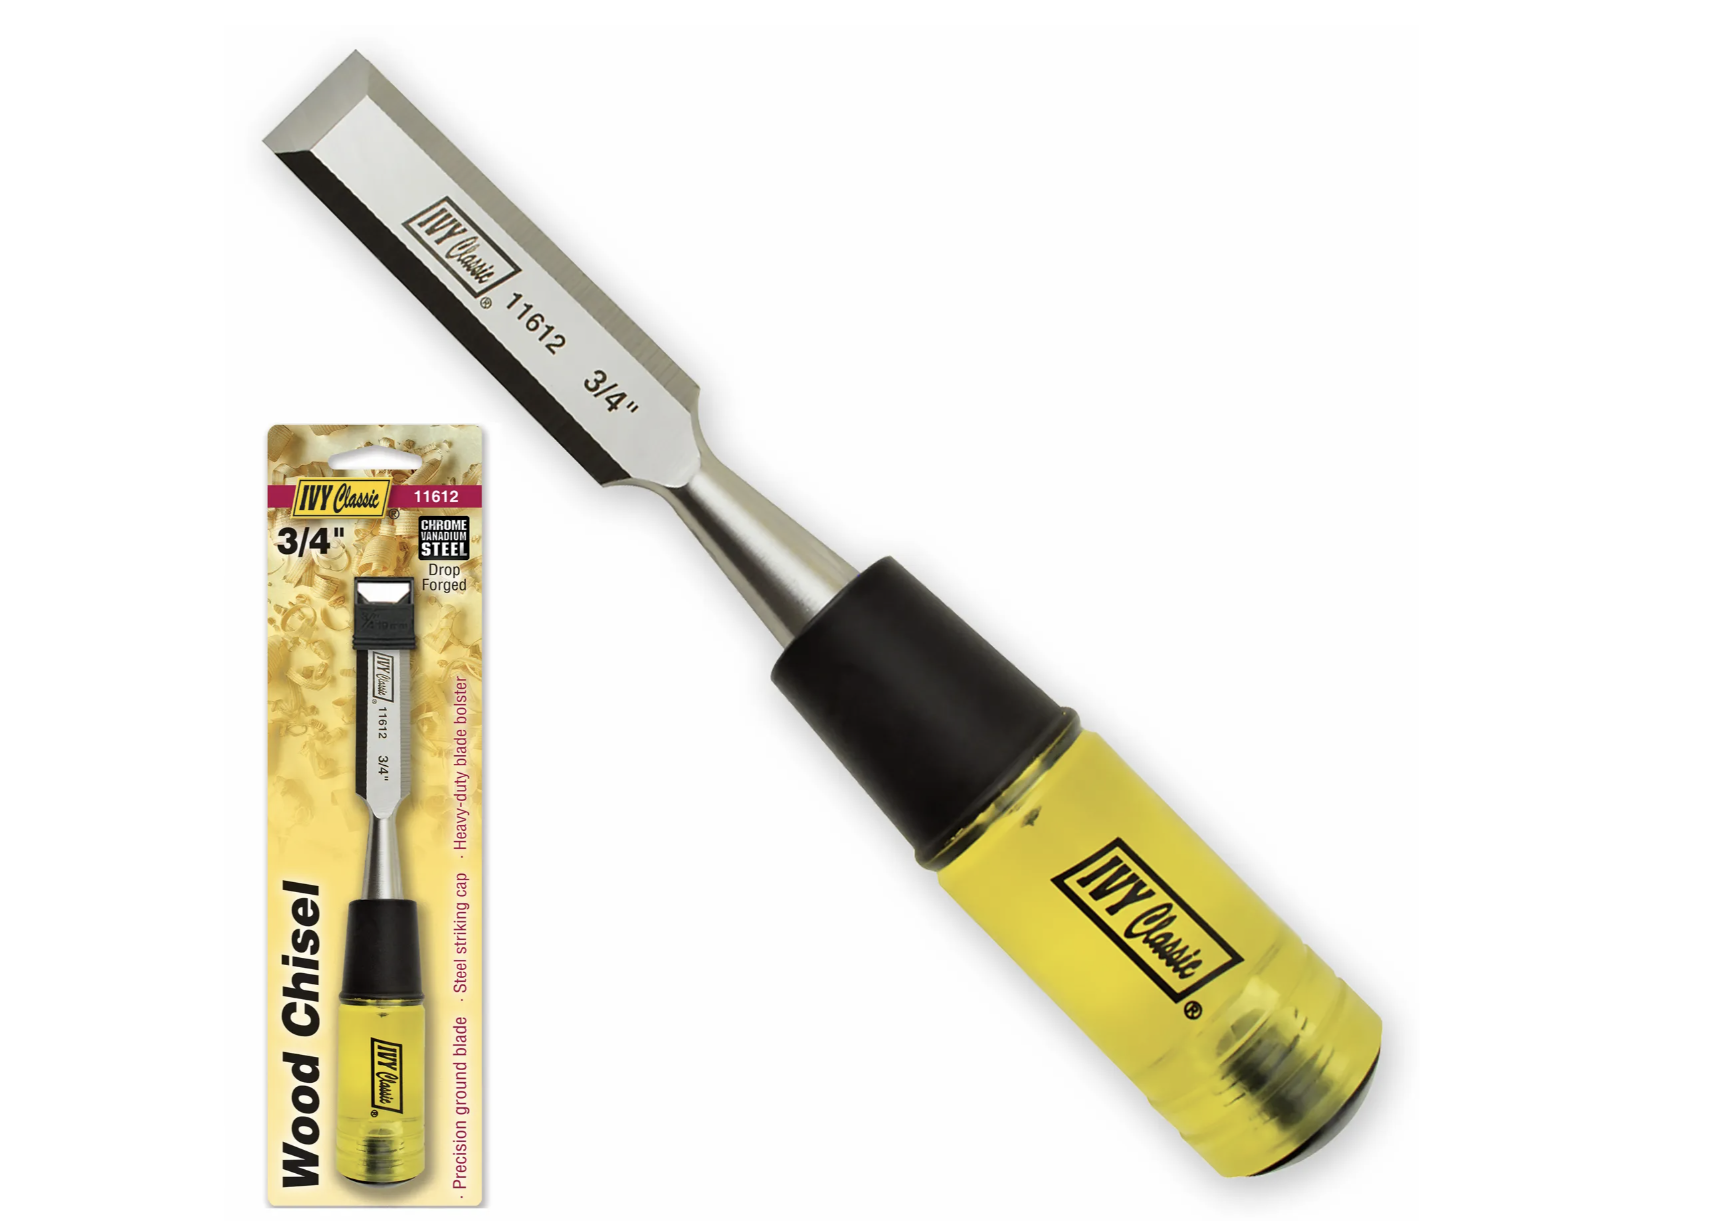 IVY Classic®
11612
3/4"
IVY Classic®
IVY Classic®
11612
3/4"
CHROME
VANADIUM
STEEL
Drop
Forged
IVY Classic®
11612
3/4"
IVY Classic®
Wood Chisel
· Precision ground blade · Steel striking cap · Heavy-duty blade bolster